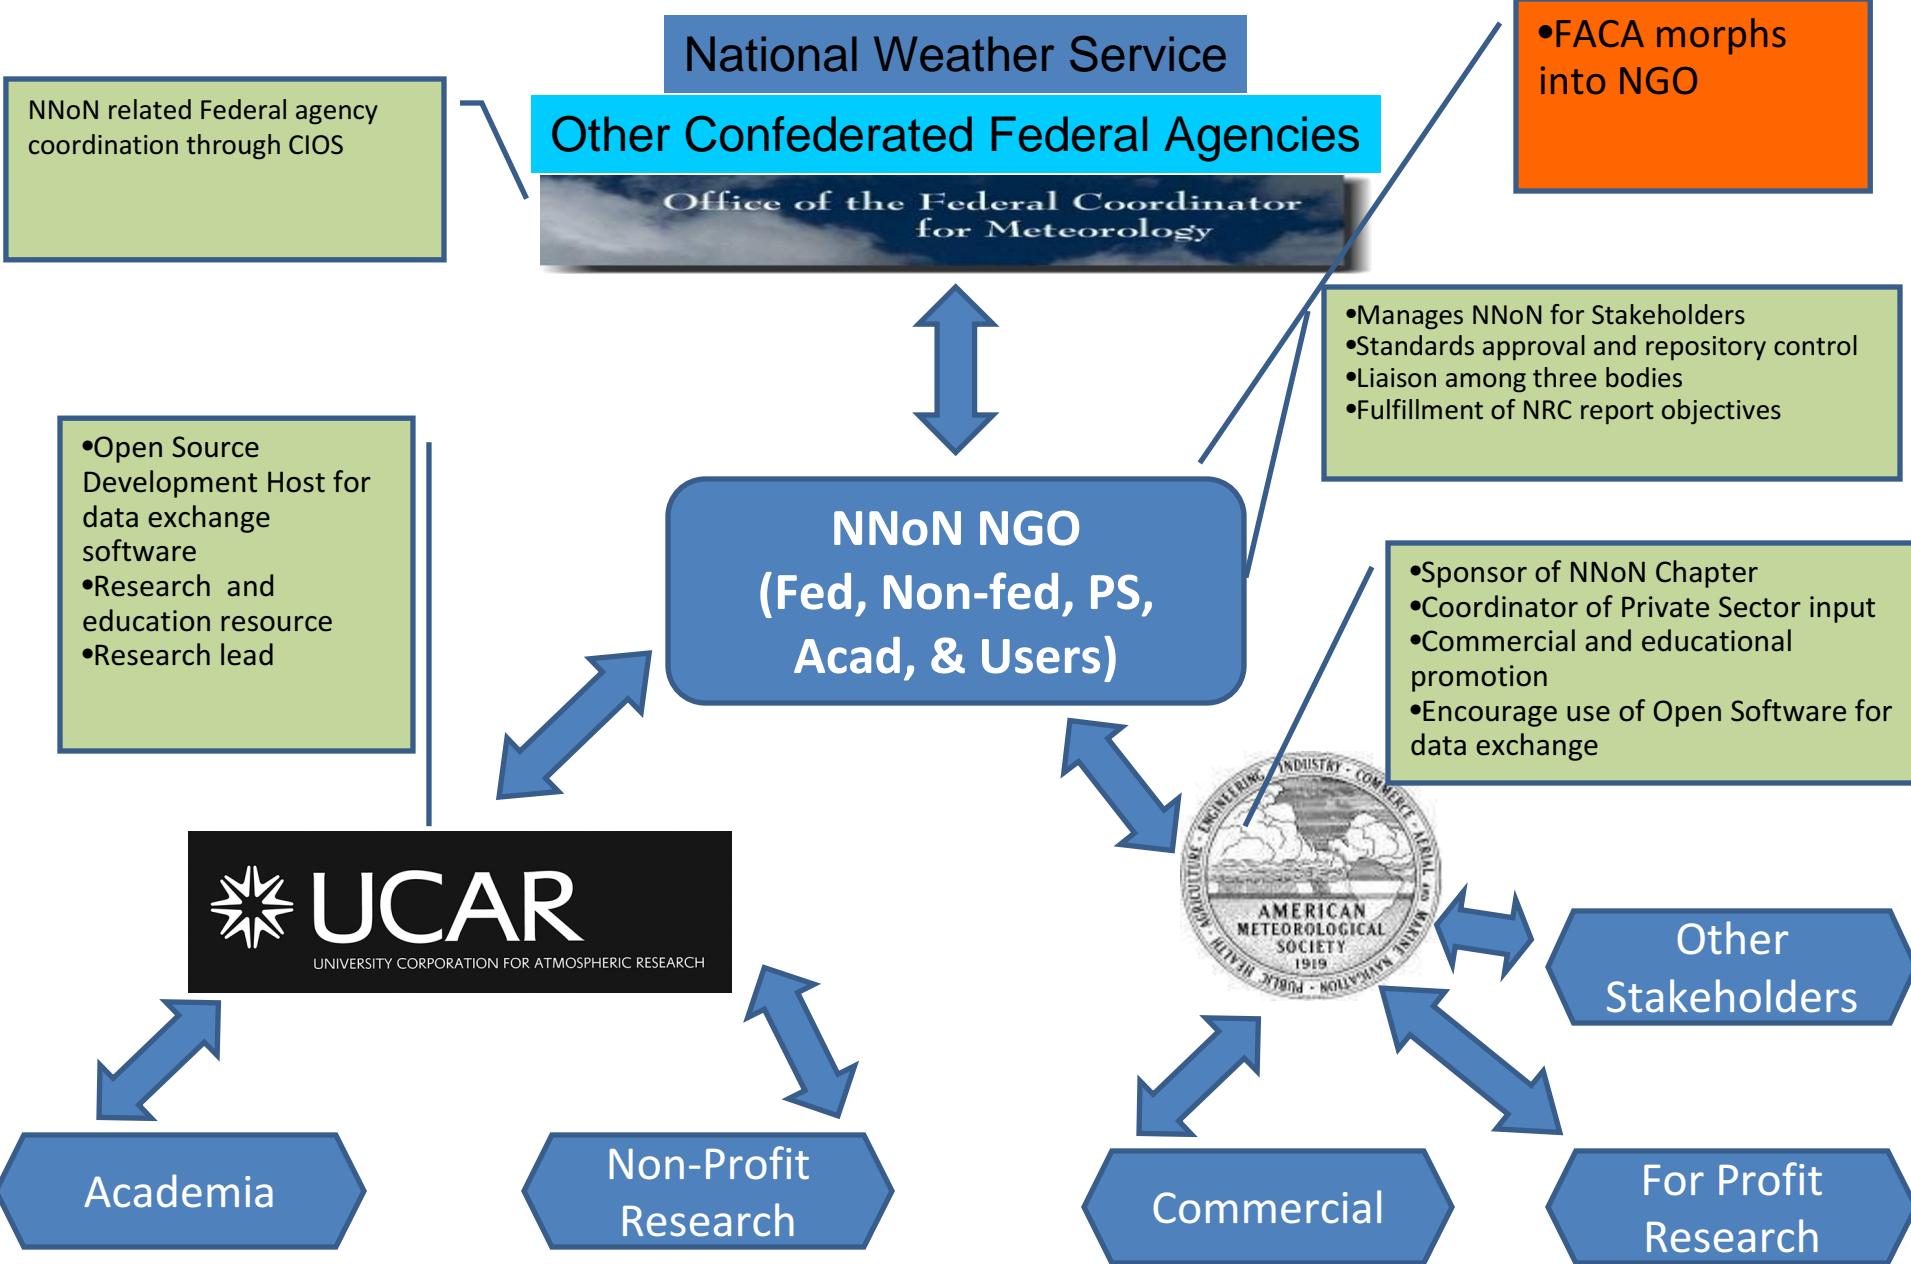 National Weather Service
Other Confederated Federal Agencies
Office of the Federal Coordinator
for Meteorology
•FACA morphs
into NGO
NNoN related Federal agency
coordination through CIOS
•Manages NNoN for Stakeholders
•Standards approval and repository control
•Liaison among three bodies
•Fulfillment of NRC report objectives
•Open Source
Development Host for
data exchange
software
•Research and
education resource
•Research lead
NNoN NGO
(Fed, Non-fed, PS,
Acad, & Users)
•Sponsor of NNoN Chapter
•Coordinator of Private Sector input
•Commercial and educational
promotion
•Encourage use of Open Software for
data exchange
UCAR
UNIVERSITY CORPORATION FOR ATMOSPHERIC RESEARCH
AGRICULTURE - ENGINEERING - INDUSTRY - COMMERCE - AERIAL AND MARINE NAVIGATION - PUBLIC HEALTH -
AMERICAN
METEOROLOGICAL
SOCIETY
1919
Other
Stakeholders
Academia
Non-Profit
Research
Commercial
For Profit
Research